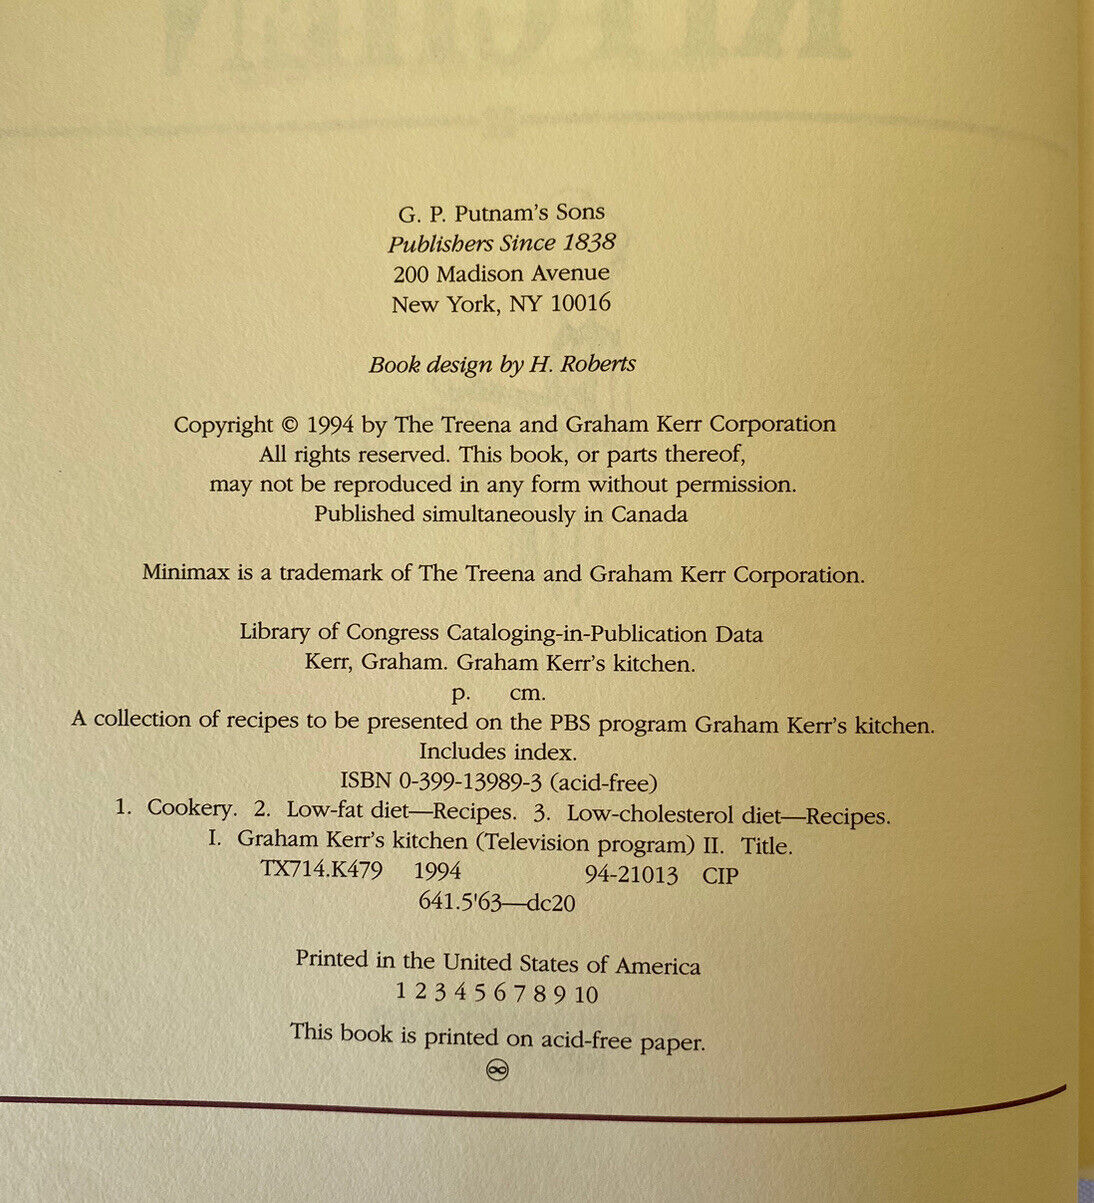 G. P. Putnam's Sons
Publishers Since 1838
200 Madison Avenue
New York, NY 10016
Book design by H. Roberts
Copyright © 1994 by The Treena and Graham Kerr Corporation
All rights reserved. This book, or parts thereof,
may not be reproduced in any form without permission.
Published simultaneously in Canada
Minimax is a trademark of The Treena and Graham Kerr Corporation.
Library of Congress Cataloging-in-Publication Data
Kerr, Graham. Graham Kerr's kitchen.
p. cm.
A collection of recipes to be presented on the PBS program Graham Kerr's kitchen.
Includes index.
ISBN 0-399-13989-3 (acid-free)
1. Cookery. 2. Low-fat diet—Recipes. 3. Low-cholesterol diet—Recipes.
I. Graham Kerr's kitchen (Television program) II. Title.
TX714.K479 1994 94-21013 CIP
641.5'63—dc20
Printed in the United States of America
1 2 3 4 5 6 7 8 9 10
This book is printed on acid-free paper.